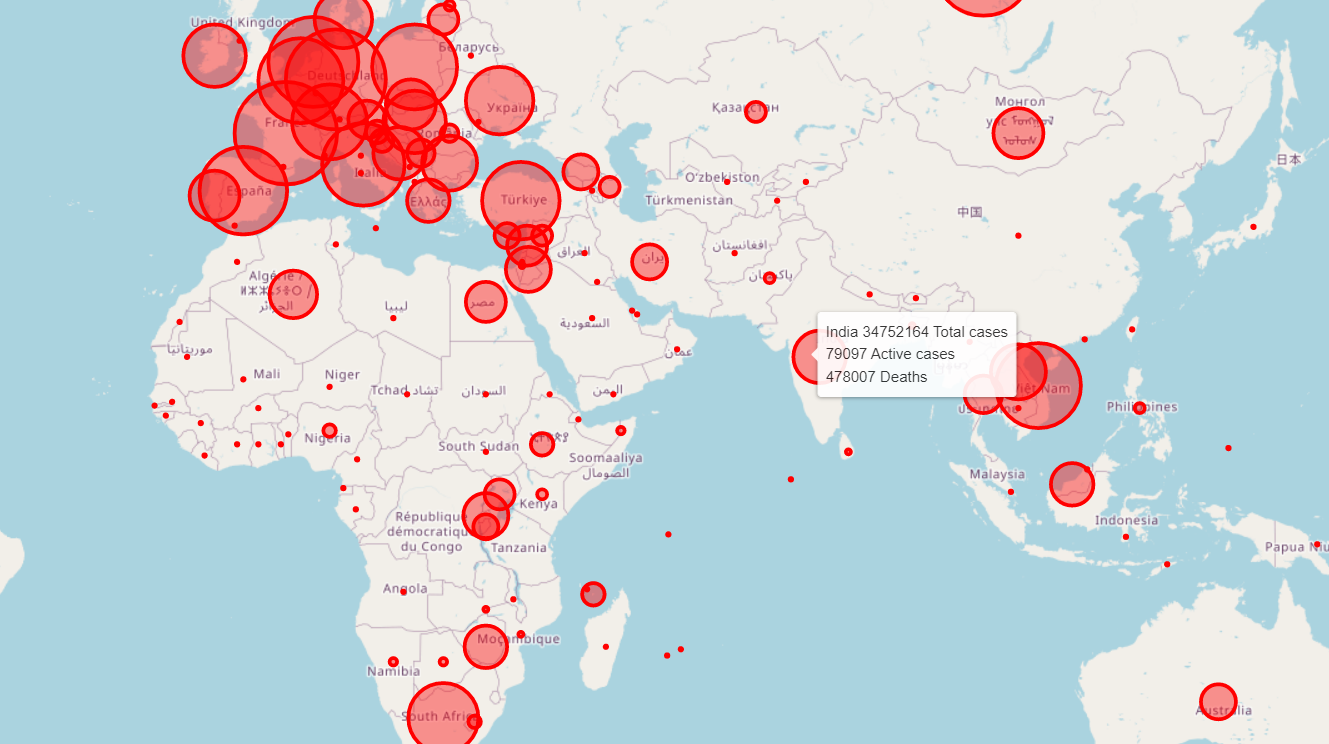 United Kingdom
Беларусь
Deutschland
Україна
Қазақстан
Монгол
улс
France
România
日本
Italia
España
Türkiye
Ελλάς
O'zbekiston
Türkmenistan
中国
افغانستان
العراق
ایران
پاکستان
Algérie /
الجزائر
ليبيا
مصر
السعودية
عمان
India 34752164 Total cases
79097 Active cases
478007 Deaths
موريتانيا
Mali
Niger
Tchad تشاد
السودان
اليمن
Việt Nam
Philippines
Nigeria
South Sudan
Soomaaliya
الصومال
Malaysia
Kenya
République
démocratique
du Congo
Tanzania
Indonesia
Papua Niu
Angola
Moçambique
Namibia
South Africa
Australia